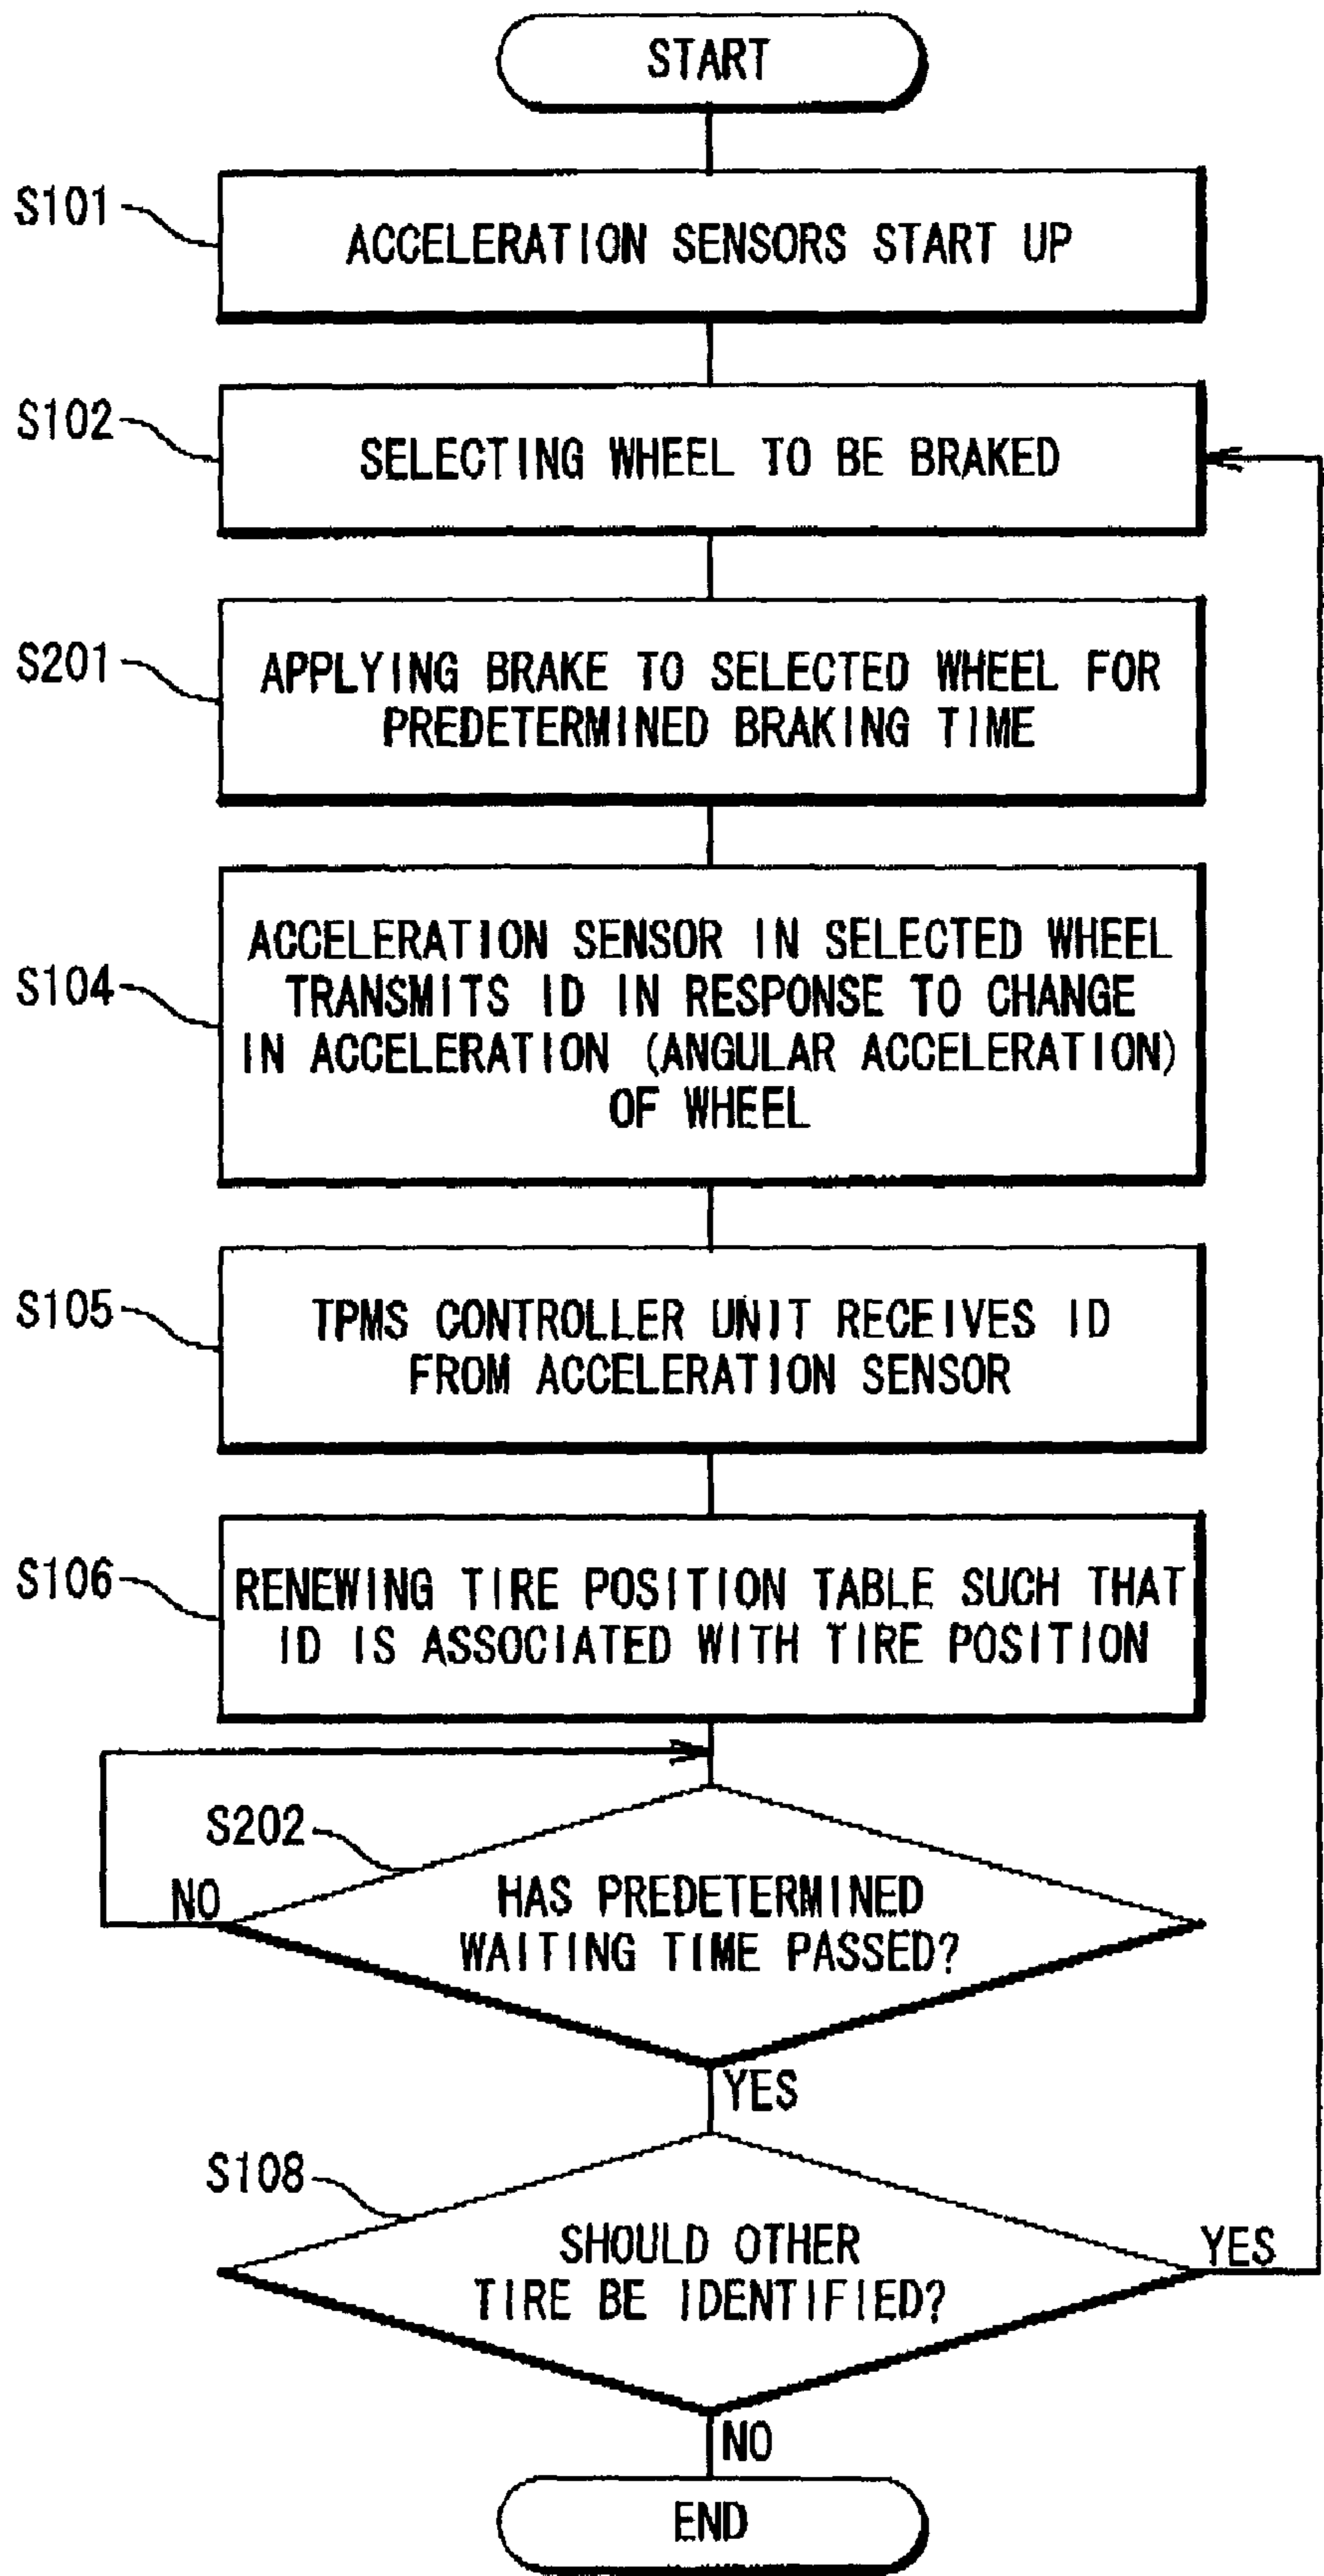 START
S101
ACCELERATION SENSORS START UP
S102
SELECTING WHEEL TO BE BRAKED
S201
APPLYING BRAKE TO SELECTED WHEEL FOR
PREDETERMINED BRAKING TIME
S104
ACCELERATION SENSOR IN SELECTED WHEEL
TRANSMITS ID IN RESPONSE TO CHANGE
IN ACCELERATION (ANGULAR ACCELERATION)
OF WHEEL
S105
TPMS CONTROLLER UNIT RECEIVES ID
FROM ACCELERATION SENSOR
S106
RENEWING TIRE POSITION TABLE SUCH THAT
ID IS ASSOCIATED WITH TIRE POSITION
S202
NO
HAS PREDETERMINED
WAITING TIME PASSED?
YES
S108
SHOULD OTHER
TIRE BE IDENTIFIED?
YES
NO
END